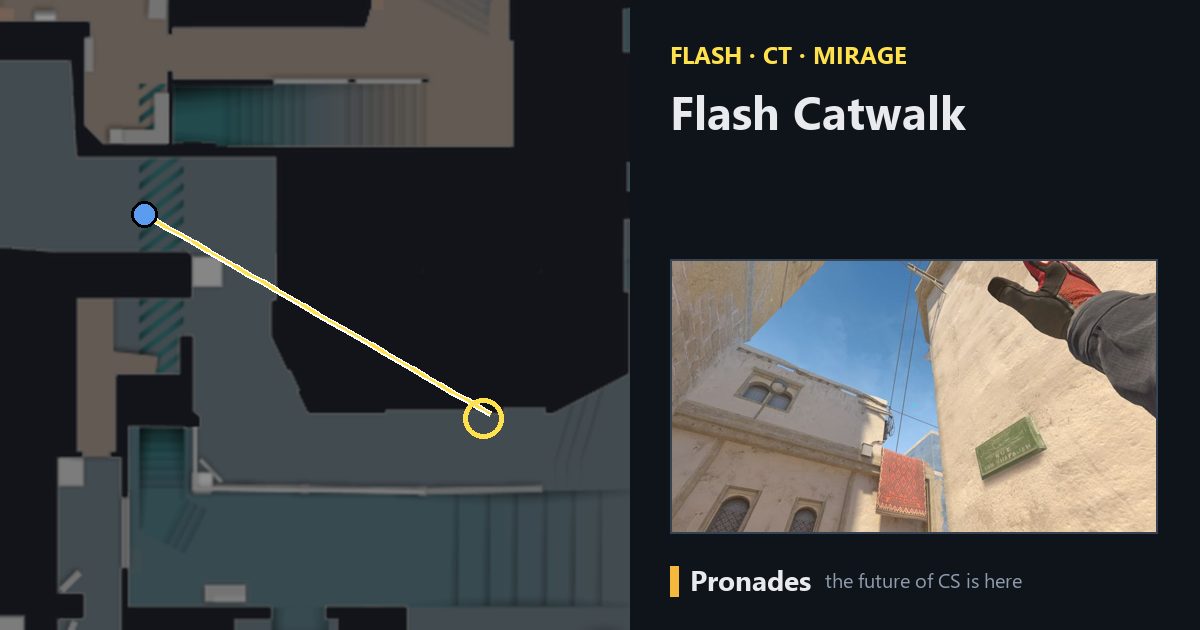 FLASH · CT · MIRAGE
Flash Catwalk
Pronades the future of CS is here